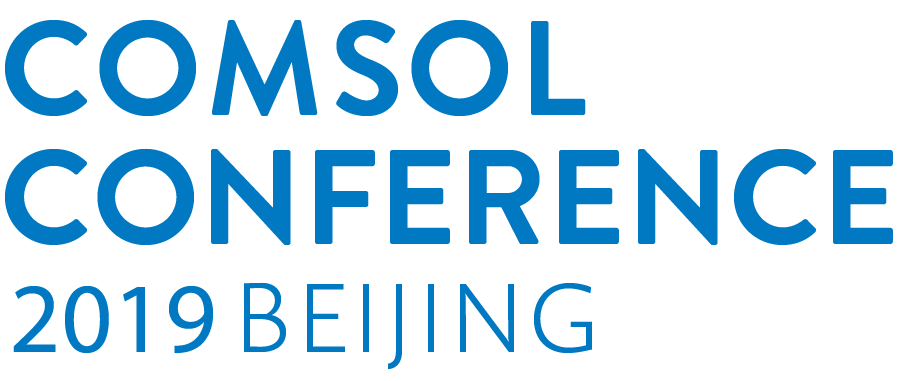 COMSOL
CONFERENCE
2019 BEIJING